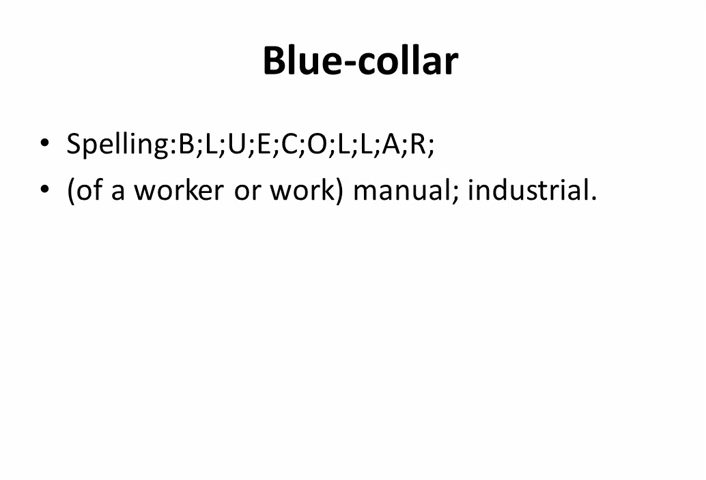 Blue-collar
• Spelling:B;L;U;E;C;O;L;L;A;R;
• (of a worker or work) manual; industrial.